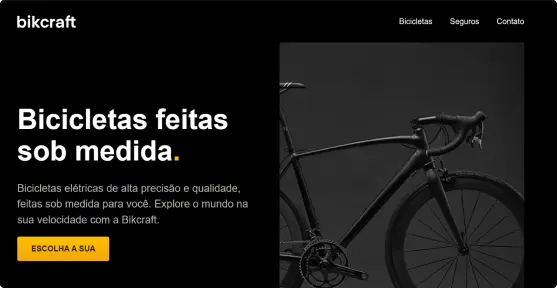 bikcraft
Bicicletas Seguros Contato
Bicicletas feitas
sob medida.
Bicicletas elétricas de alta precisão e qualidade,
feitas sob medida para você. Explore o mundo na
sua velocidade com a Bikcraft.
ESCOLHA A SUA